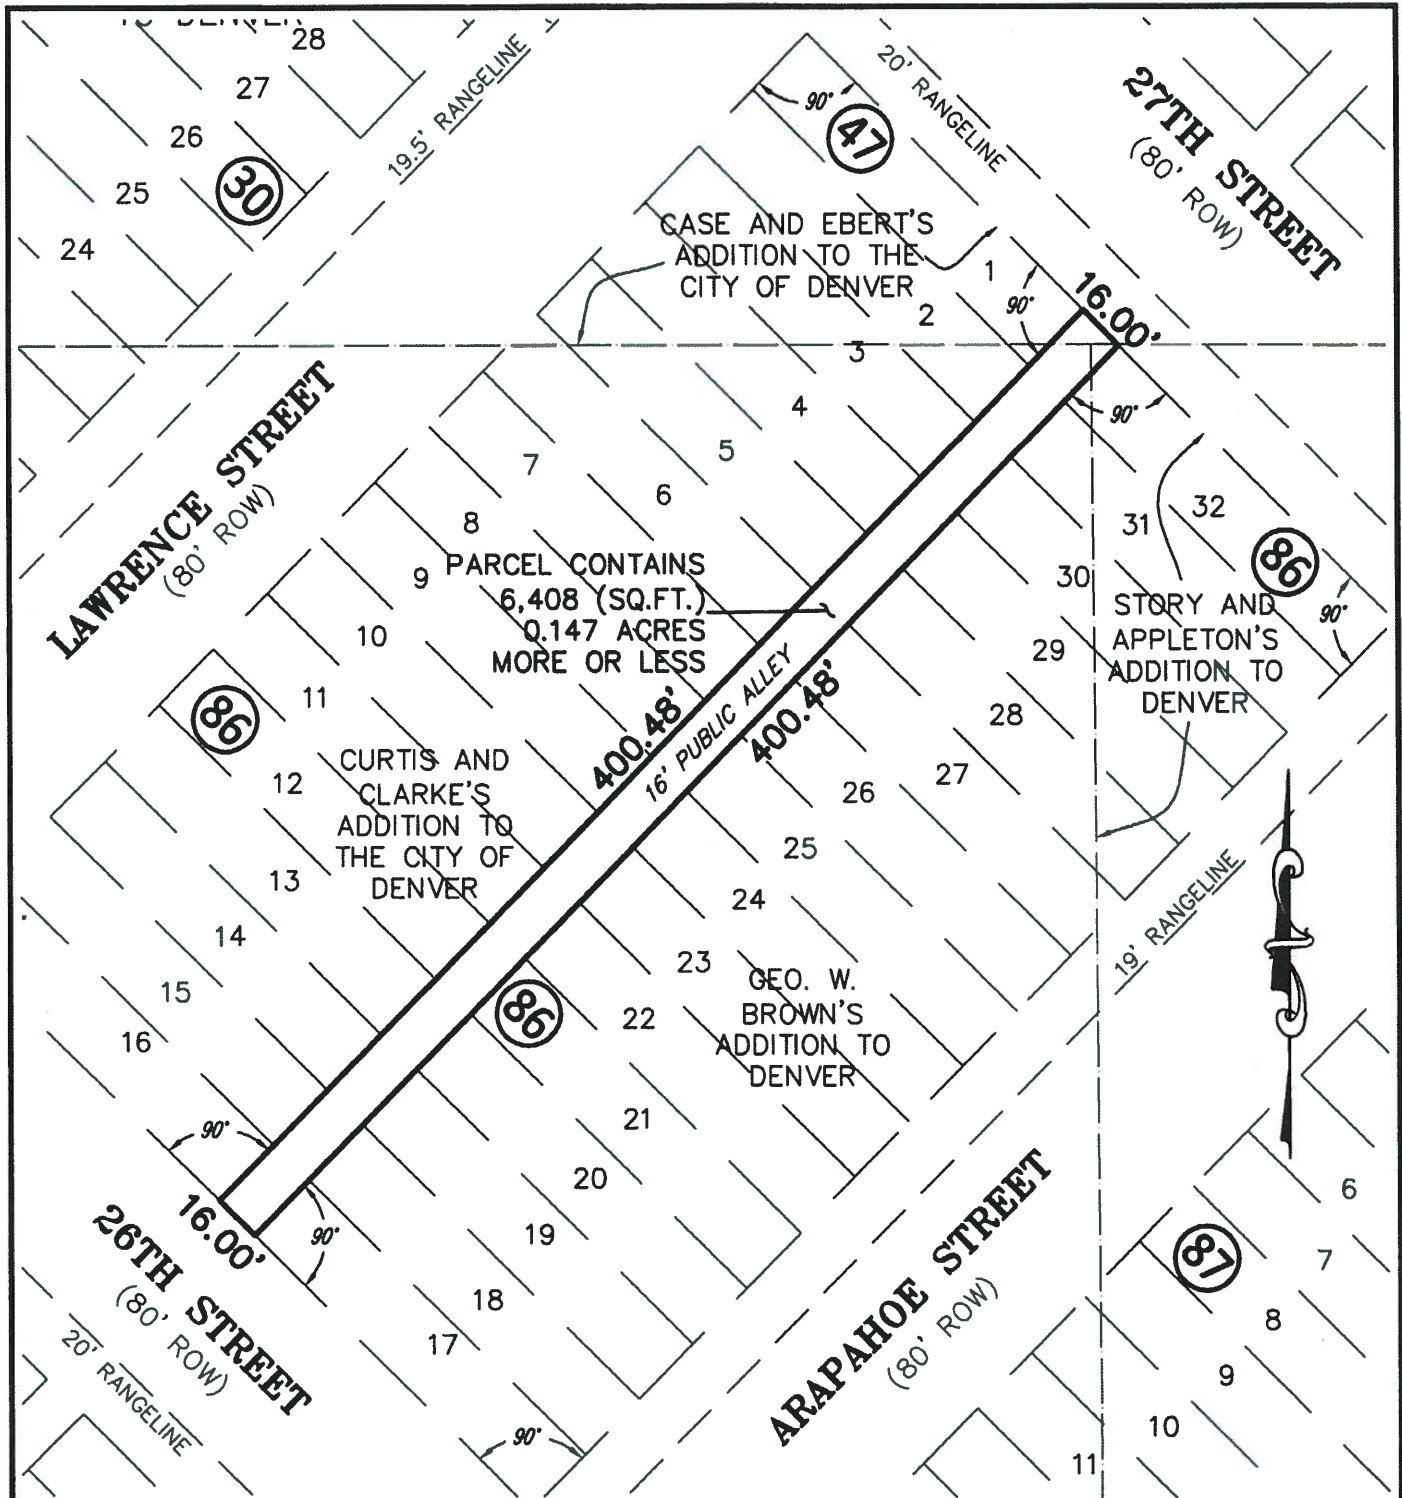 TO DENVER
28
27
26
25
24
30
19.5' RANGELINE
90°
47
20' RANGELINE
27TH STREET
(80' ROW)
CASE AND EBERT'S
ADDITION TO THE
CITY OF DENVER
1
90°
16.00'
2
3
4
5
6
7
8
9
10
11
12
13
14
15
16
LAWRENCE STREET
(80' ROW)
90°
32
31
30
29
28
27
26
25
24
23
22
21
20
19
18
17
86
90°
PARCEL CONTAINS
6,408 (SQ.FT.)
0.147 ACRES
MORE OR LESS
STORY AND
APPLETON'S
ADDITION TO
DENVER
400.48'
16' PUBLIC ALLEY
400.48'
86
CURTIS AND
CLARKE'S
ADDITION TO
THE CITY OF
DENVER
19' RANGELINE
86
GEO. W.
BROWN'S
ADDITION TO
DENVER
90°
16.00'
90°
26TH STREET
(80' ROW)
20' RANGELINE
90°
ARAPAHOE STREET
(80' ROW)
87
6
7
8
9
10
11